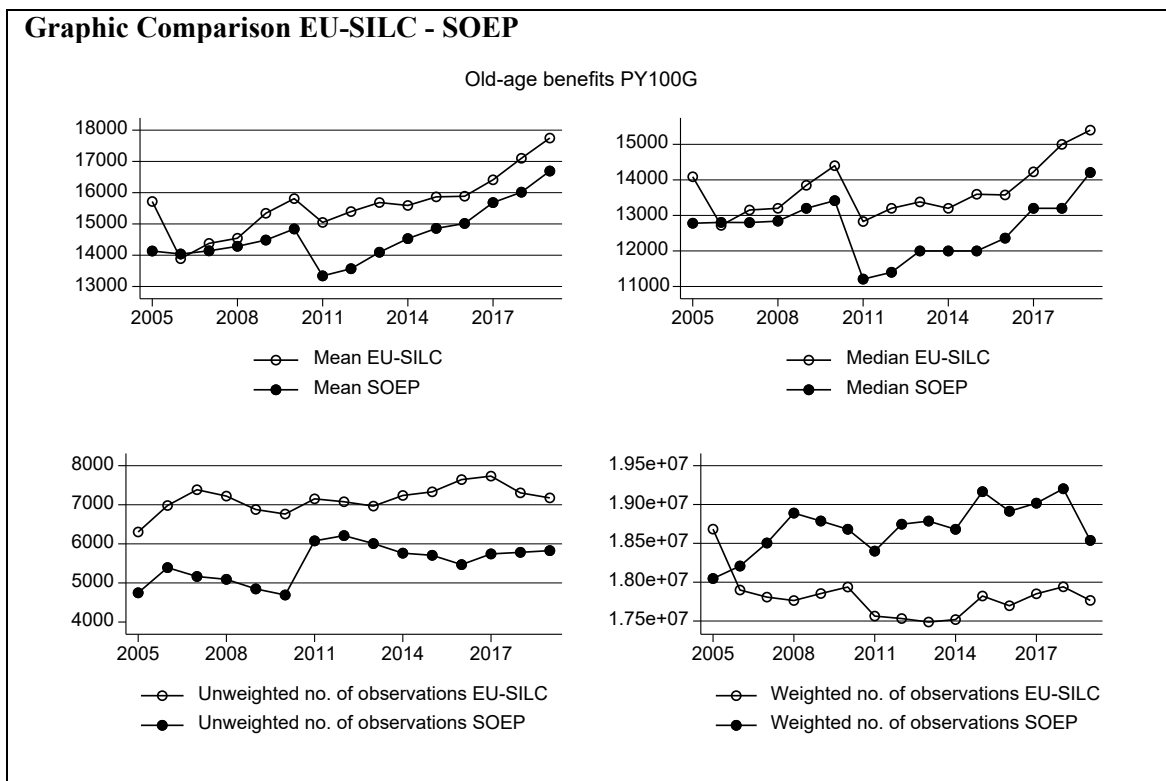 Graphic Comparison EU-SILC - SOEP
Old-age benefits PY100G
18000
17000
16000
15000
14000
13000
2005 2008 2011 2014 2017
Mean EU-SILC
Mean SOEP
15000
14000
13000
12000
11000
2005 2008 2011 2014 2017
Median EU-SILC
Median SOEP
8000
7000
6000
5000
4000
2005 2008 2011 2014 2017
Unweighted no. of observations EU-SILC
Unweighted no. of observations SOEP
1.95e+07
1.90e+07
1.85e+07
1.80e+07
1.75e+07
2005 2008 2011 2014 2017
Weighted no. of observations EU-SILC
Weighted no. of observations SOEP